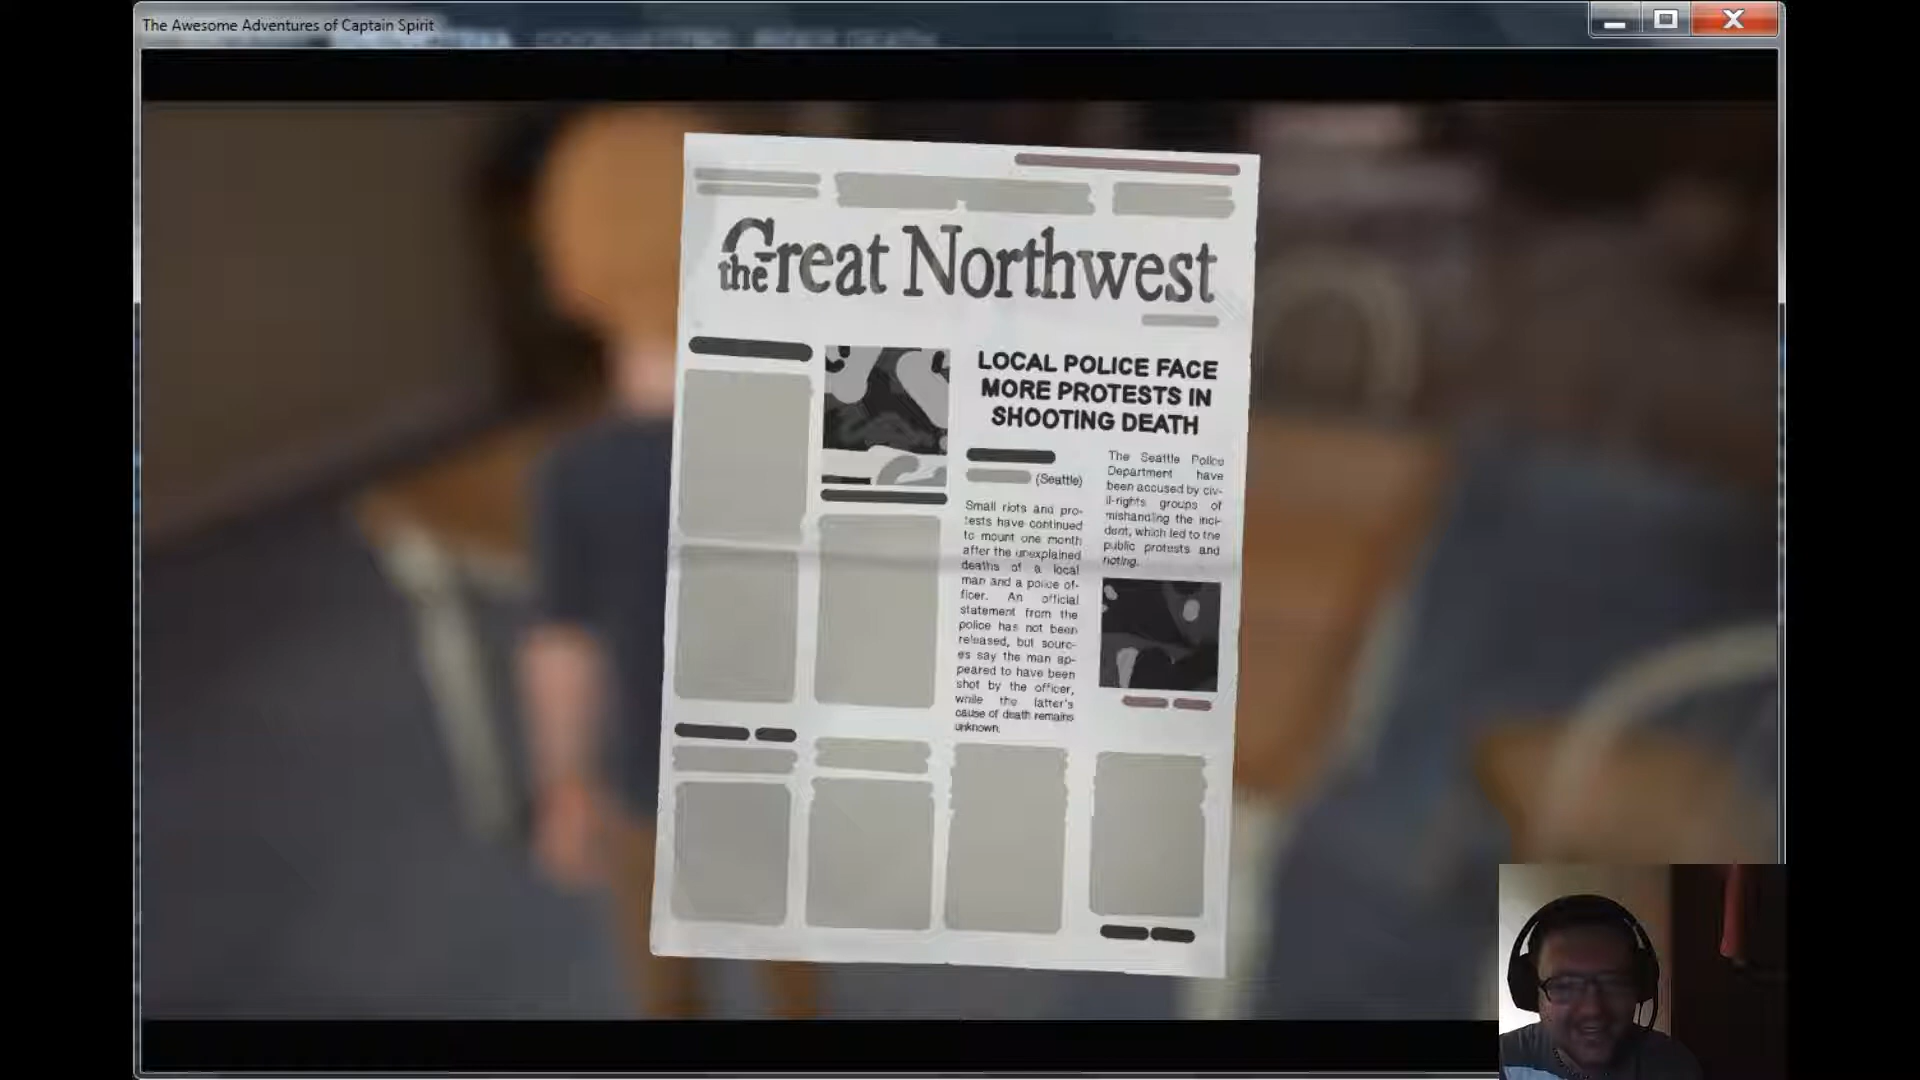 The Awesome Adventures of Captain Spirit
the Great Northwest
LOCAL POLICE FACE
MORE PROTESTS IN
SHOOTING DEATH
(Seattle)
Small riots and pro-
tests have continued
to mount one month
after the unexplained
deaths of a local
man and a police of-
ficer. An official
statement from the
police has not been
released, but sourc-
es say the man ap-
peared to have been
shot by the officer,
while the latter's
cause of death remains
unknown.
The Seattle Police
Department have
been accused by civ-
il-rights groups of
mishandling the inci-
dent, which led to the
public protests and
rioting.